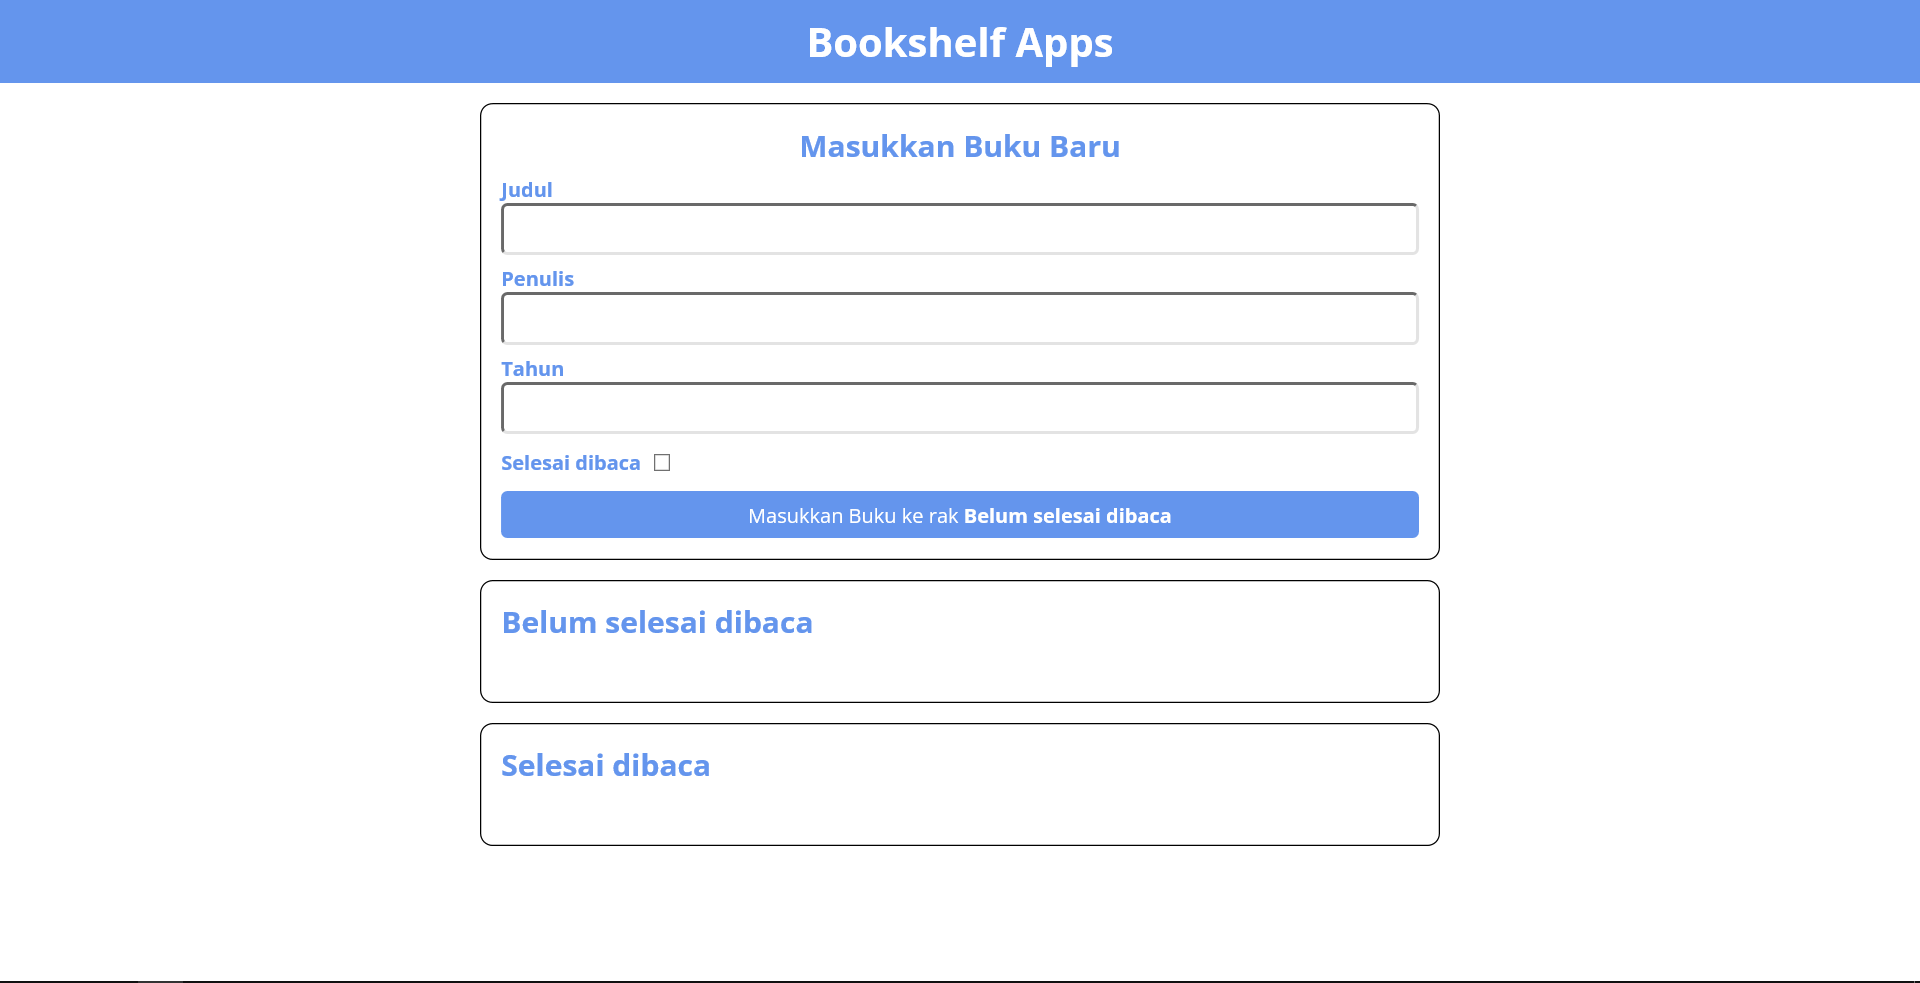 Bookshelf Apps
Masukkan Buku Baru
Judul
Penulis
Tahun
Selesai dibaca
Masukkan Buku ke rak Belum selesai dibaca
Belum selesai dibaca
Selesai dibaca